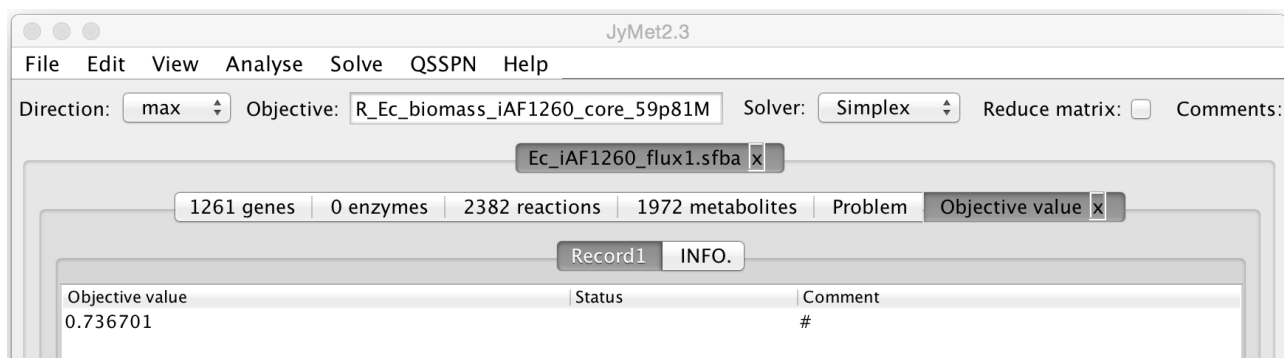 JyMet2.3
File Edit View Analyse Solve QSSPN Help
Direction: max Objective: R_Ec_biomass_iAF1260_core_59p81M Solver: Simplex Reduce matrix: Comments:
Ec_iAF1260_flux1.sfba x
1261 genes 0 enzymes 2382 reactions 1972 metabolites Problem Objective value x
Record1 INFO.
Objective value Status Comment
0.736701 #